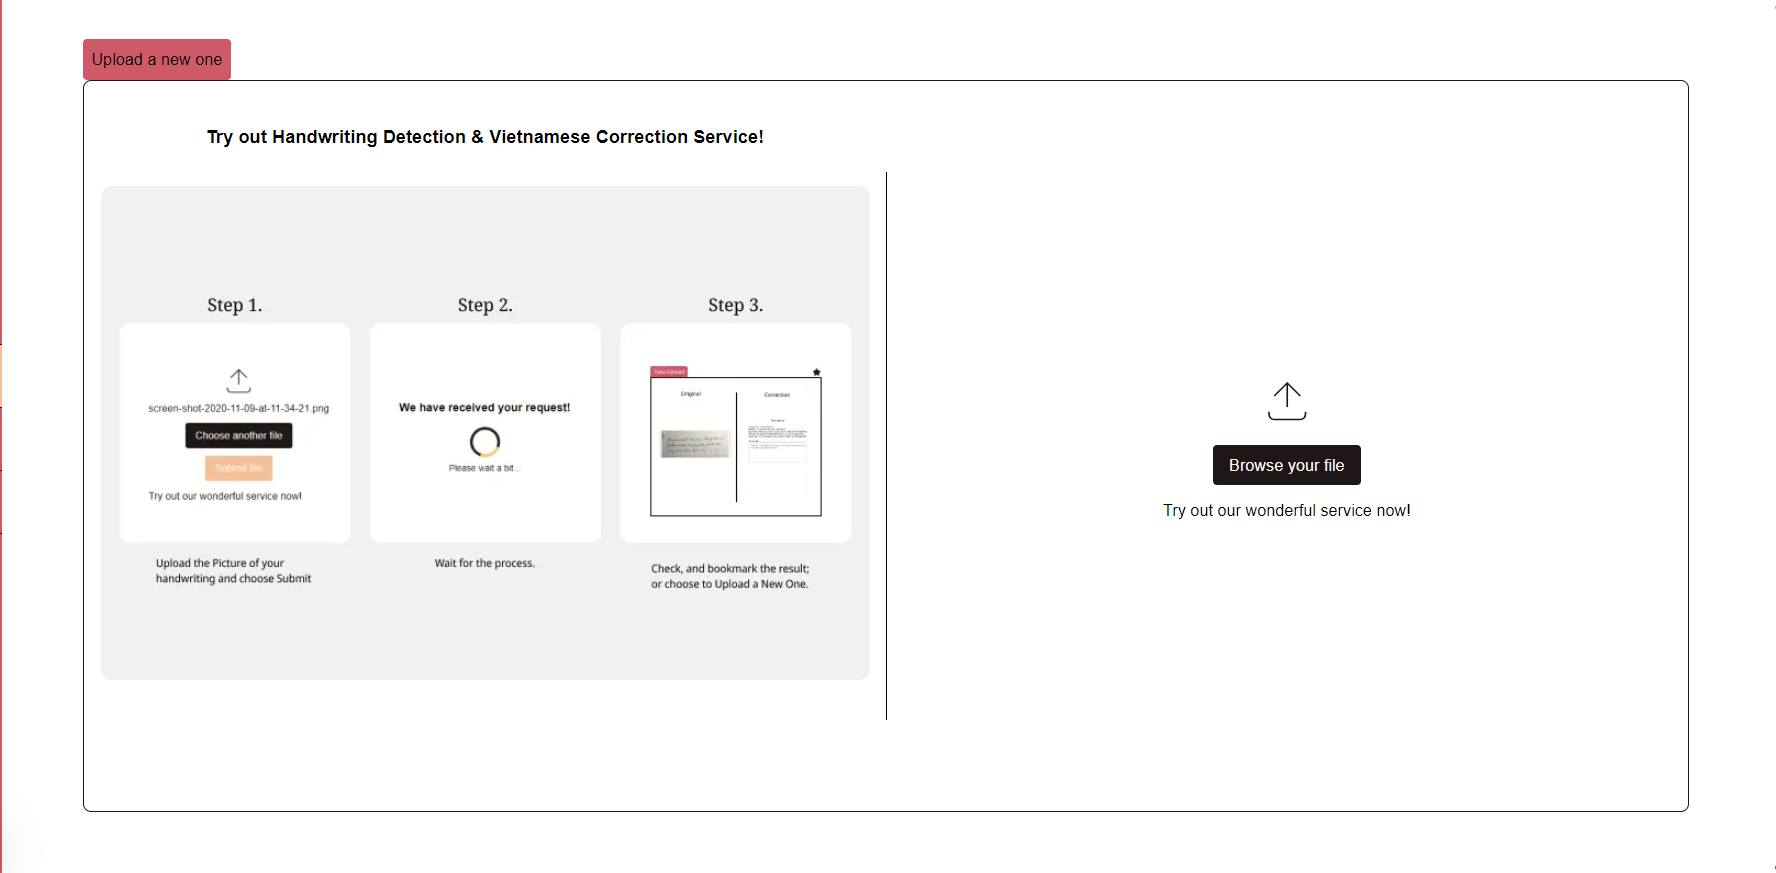 Upload a new one
Try out Handwriting Detection & Vietnamese Correction Service!
Step 1.
screen-shot-2020-11-09-at-11-34-21.png
Choose another file
Submit file
Try out our wonderful service now!
Upload the Picture of your
handwriting and choose Submit
Step 2.
We have received your request!
Please wait a bit...
Wait for the process.
Step 3.
New Upload
Original
Correction
Check, and bookmark the result;
or choose to Upload a New One.
Browse your file
Try out our wonderful service now!